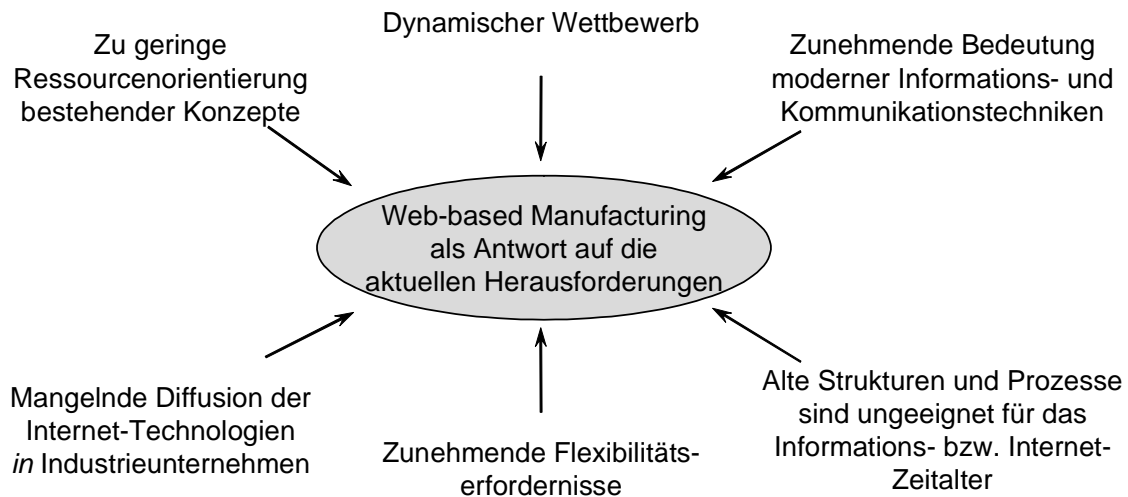 Dynamischer Wettbewerb
Zu geringe
Ressourcenorientierung
bestehender Konzepte
Zunehmende Bedeutung
moderner Informations- und
Kommunikationstechniken
Web-based Manufacturing
als Antwort auf die
aktuellen Herausforderungen
Mangelnde Diffusion der
Internet-Technologien
in Industrieunternehmen
Zunehmende Flexibilitäts-
erfordernisse
Alte Strukturen und Prozesse
sind ungeeignet für das
Informations- bzw. Internet-
Zeitalter